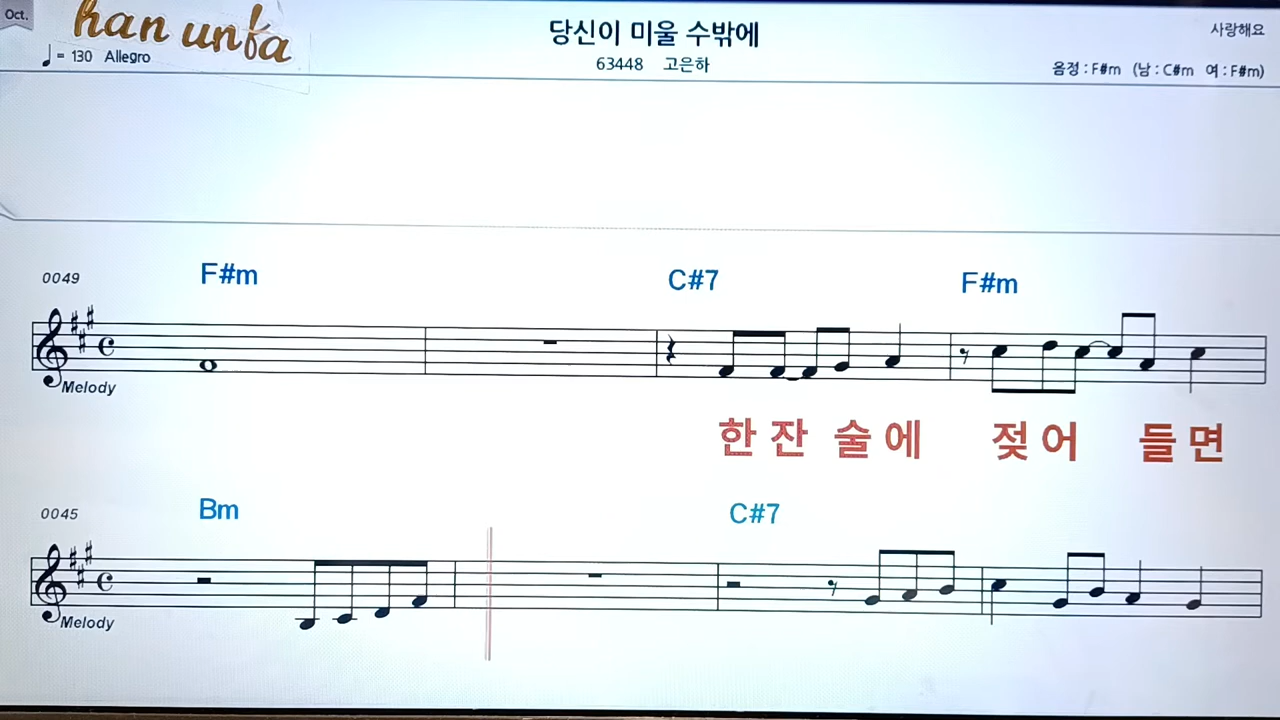 Oct.
han unfa
= 130 Allegro
당신이 미울 수밖에
63448 고은하
사랑해요
음정 : F#m (남 : C#m 여 : F#m)
0049
F#m C#7 F#m
Melody
한 잔 술 에 젖 어 들 면
0045
Bm C#7
Melody